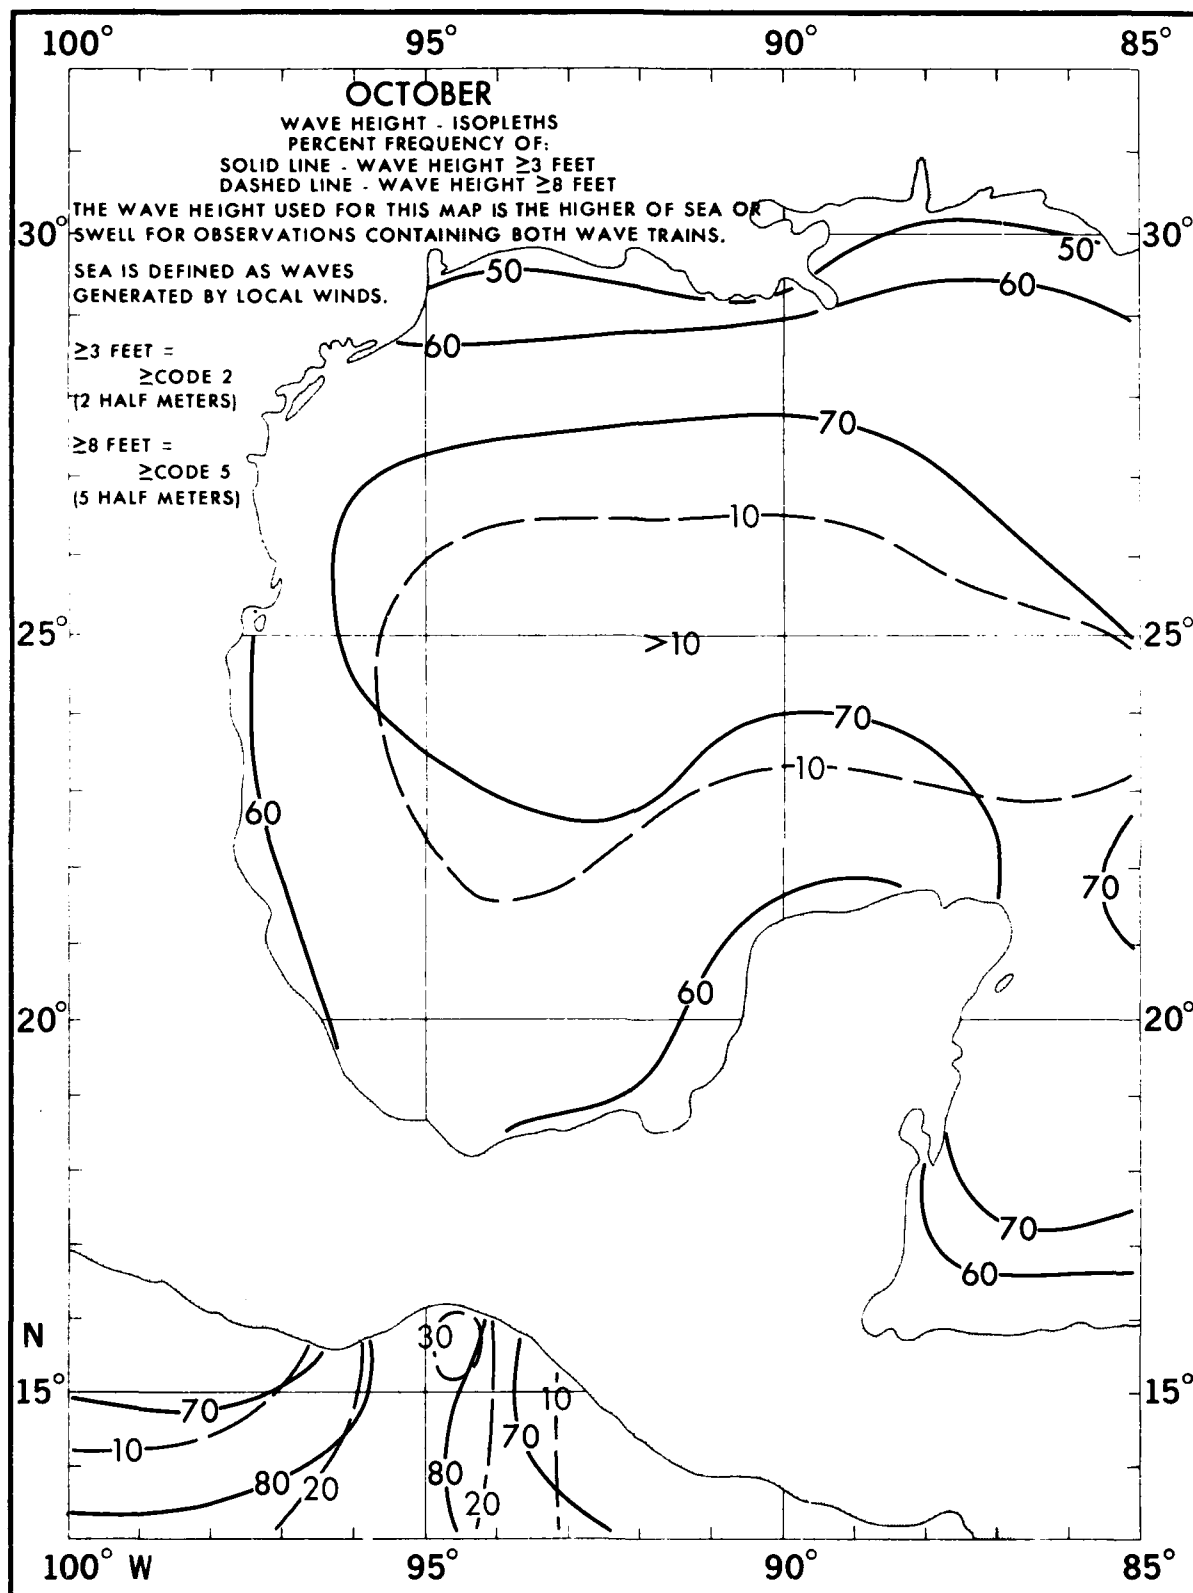 100° 95° 90° 85°
OCTOBER
WAVE HEIGHT - ISOPLETHS
PERCENT FREQUENCY OF:
SOLID LINE - WAVE HEIGHT ≥3 FEET
DASHED LINE - WAVE HEIGHT ≥8 FEET
THE WAVE HEIGHT USED FOR THIS MAP IS THE HIGHER OF SEA OR
30° SWELL FOR OBSERVATIONS CONTAINING BOTH WAVE TRAINS. 30°
50
SEA IS DEFINED AS WAVES
GENERATED BY LOCAL WINDS.
50
60
60
≥3 FEET =
≥CODE 2
(2 HALF METERS)
70
≥8 FEET =
≥CODE 5
(5 HALF METERS)
10
25° >10 25°
70
10
60
70
60
20° 20°
70
60
N 30
15° 15°
70
10
70
10
80
80
20
20
100° W 95° 90° 85°